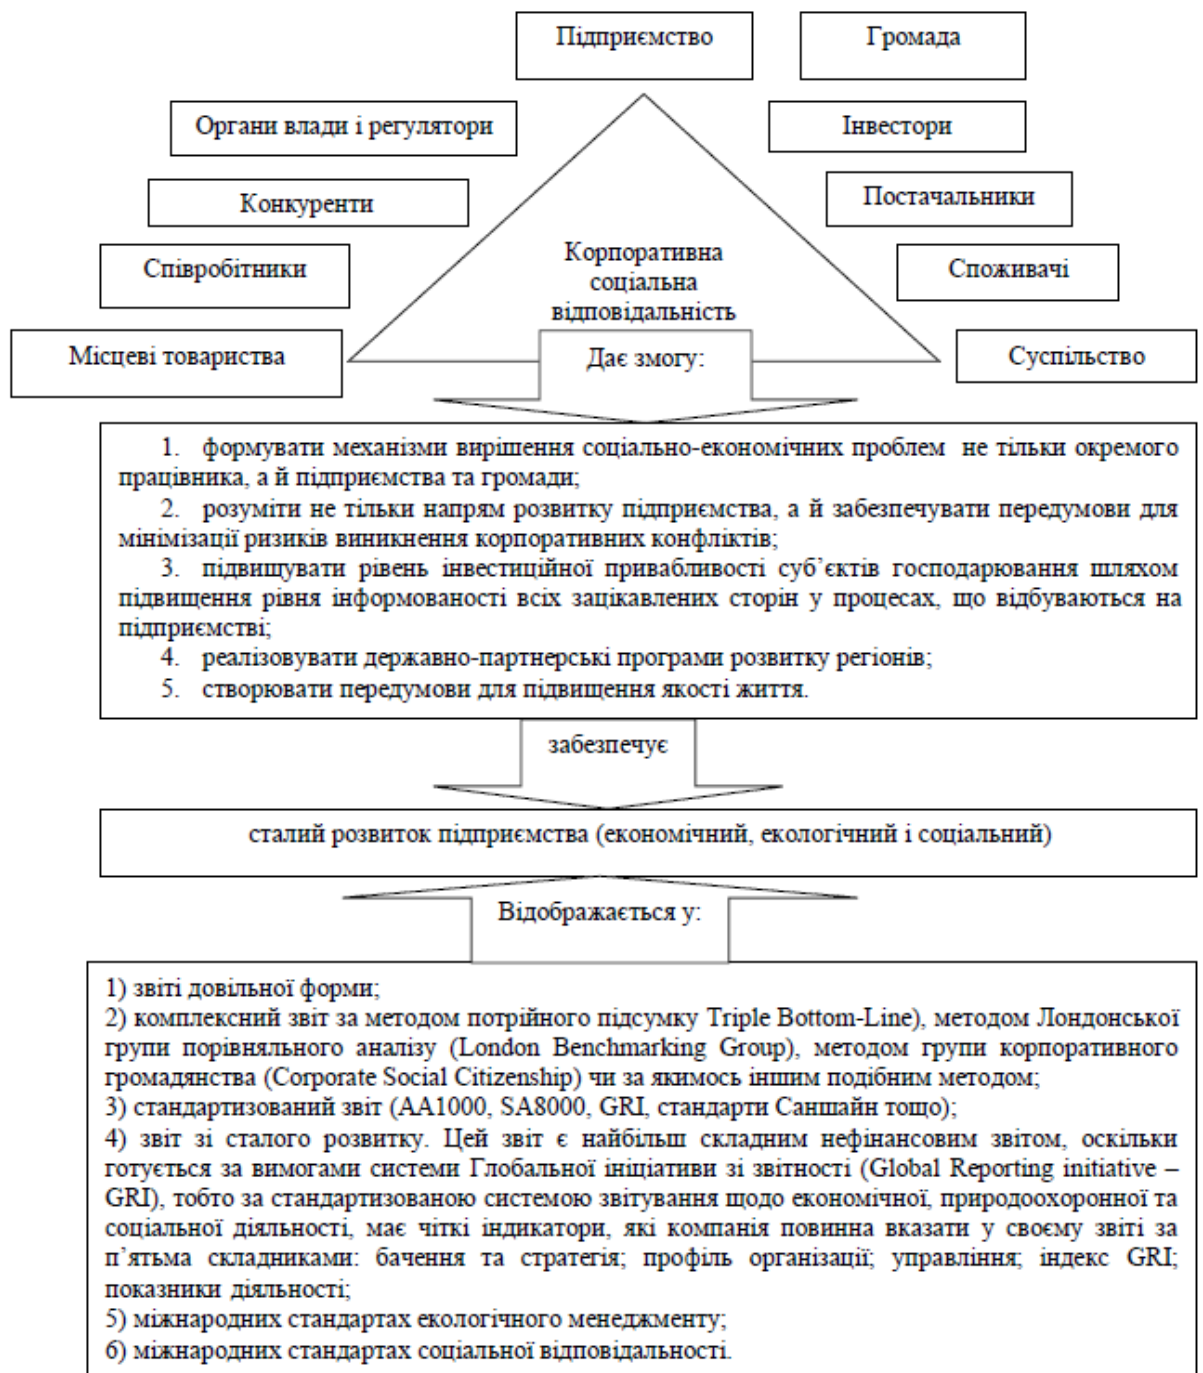 Підприємство
Громада
Органи влади і регулятори
Інвестори
Конкуренти
Постачальники
Співробітники
Споживачі
Місцеві товариства
Суспільство
Корпоративна
соціальна
відповідальність
Дає змогу:
1. формувати механізми вирішення соціально-економічних проблем не тільки окремого
працівника, а й підприємства та громади;
2. розуміти не тільки напрям розвитку підприємства, а й забезпечувати передумови для
мінімізації ризиків виникнення корпоративних конфліктів;
3. підвищувати рівень інвестиційної привабливості суб’єктів господарювання шляхом
підвищення рівня інформованості всіх зацікавлених сторін у процесах, що відбуваються на
підприємстві;
4. реалізовувати державно-партнерські програми розвитку регіонів;
5. створювати передумови для підвищення якості життя.
забезпечує
сталий розвиток підприємства (економічний, екологічний і соціальний)
Відображається у:
1) звіті довільної форми;
2) комплексний звіт за методом потрійного підсумку Triple Bottom-Line), методом Лондонської
групи порівняльного аналізу (London Benchmarking Group), методом групи корпоративного
громадянства (Corporate Social Citizenship) чи за якимось іншим подібним методом;
3) стандартизований звіт (AA1000, SA8000, GRI, стандарти Саншайн тощо);
4) звіт зі сталого розвитку. Цей звіт є найбільш складним нефінансовим звітом, оскільки
готується за вимогами системи Глобальної ініціативи зі звітності (Global Reporting initiative –
GRI), тобто за стандартизованою системою звітування щодо економічної, природоохоронної та
соціальної діяльності, має чіткі індикатори, які компанія повинна вказати у своєму звіті за
п’ятьма складниками: бачення та стратегія; профіль організації; управління; індекс GRI;
показники діяльності;
5) міжнародних стандартах екологічного менеджменту;
6) міжнародних стандартах соціальної відповідальності.